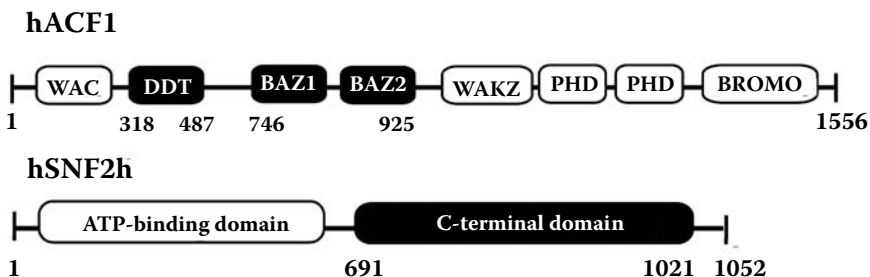 hACF1
WAC DDT BAZ1 BAZ2 WAKZ PHD PHD BROMO
1 318 487 746 925 1556
hSNF2h
ATP-binding domain C-terminal domain
1 691 1021 1052